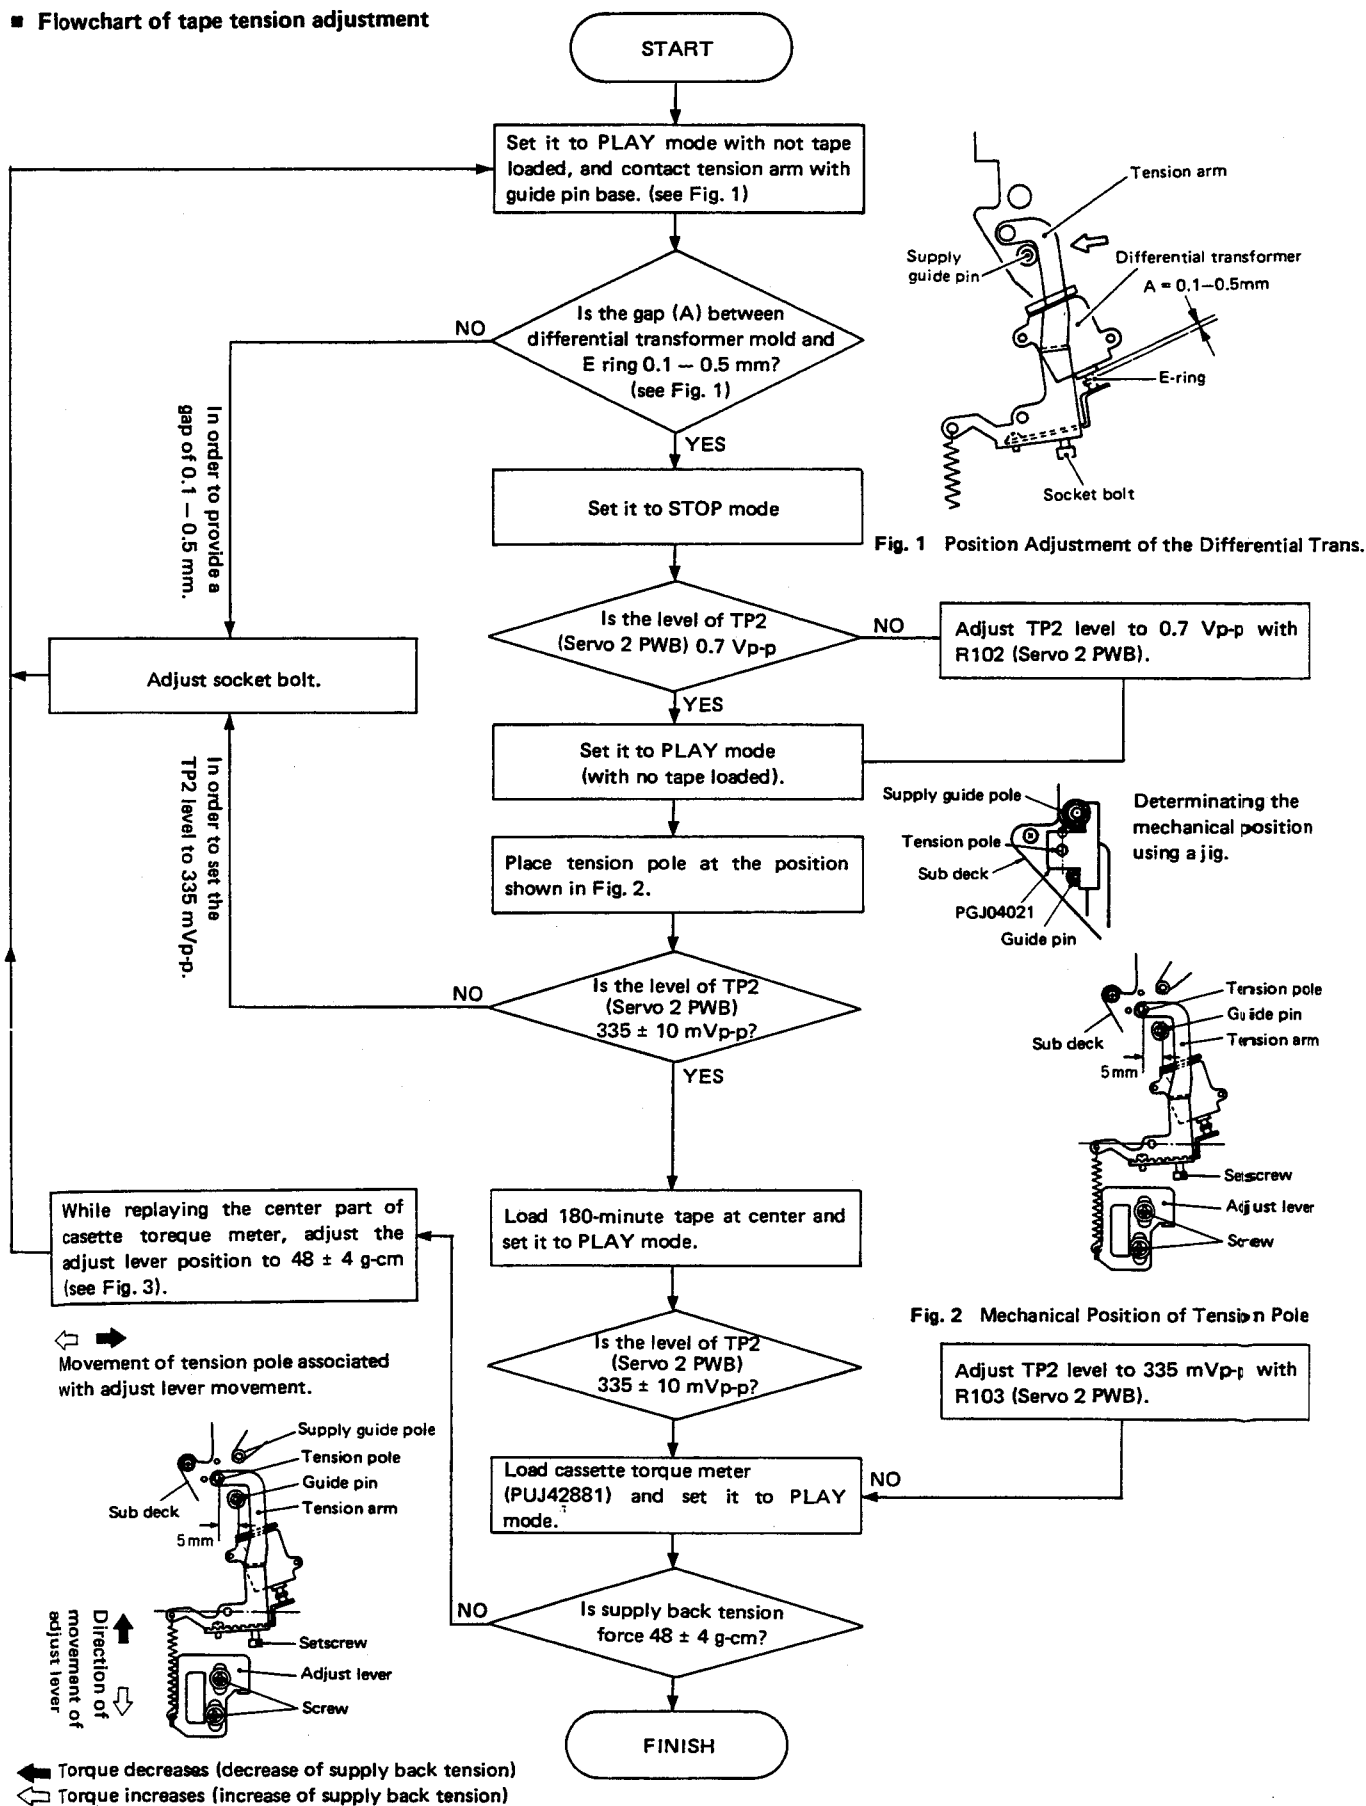 ■ Flowchart of tape tension adjustment
START
Set it to PLAY mode with not tape
loaded, and contact tension arm with
guide pin base. (see Fig. 1)
Is the gap (A) between
differential transformer mold and
E ring 0.1 — 0.5 mm?
(see Fig. 1)
NO
YES
In order to provide a
gap of 0.1 — 0.5 mm.
Tension arm
Supply
guide pin
Differential transformer
A = 0.1—0.5mm
E-ring
Socket bolt
Fig. 1 Position Adjustment of the Differential Trans.
Set it to STOP mode
Is the level of TP2
(Servo 2 PWB) 0.7 Vp-p
NO
Adjust TP2 level to 0.7 Vp-p with
R102 (Servo 2 PWB).
YES
Adjust socket bolt.
Set it to PLAY mode
(with no tape loaded).
In order to set the
TP2 level to 335 mVp-p.
Place tension pole at the position
shown in Fig. 2.
Supply guide pole
Tension pole
Sub deck
PGJ04021
Guide pin
Determinating the
mechanical position
using a jig.
Is the level of TP2
(Servo 2 PWB)
335 ± 10 mVp-p?
NO
YES
Tension pole
Guide pin
Tension arm
Sub deck
5mm
Setscrew
Adjust lever
Screw
Fig. 2 Mechanical Position of Tension Pole
While replaying the center part of
casette toreque meter, adjust the
adjust lever position to 48 ± 4 g-cm
(see Fig. 3).
Load 180-minute tape at center and
set it to PLAY mode.
Is the level of TP2
(Servo 2 PWB)
335 ± 10 mVp-p?
Adjust TP2 level to 335 mVp-p with
R103 (Servo 2 PWB).
Movement of tension pole associated
with adjust lever movement.
Supply guide pole
Tension pole
Guide pin
Tension arm
Sub deck
5mm
Setscrew
Adjust lever
Screw
Direction of
movement of
adjust lever
Load cassette torque meter
(PUJ42881) and set it to PLAY
mode.
NO
Is supply back tension
force 48 ± 4 g-cm?
NO
FINISH
Torque decreases (decrease of supply back tension)
Torque increases (increase of supply back tension)